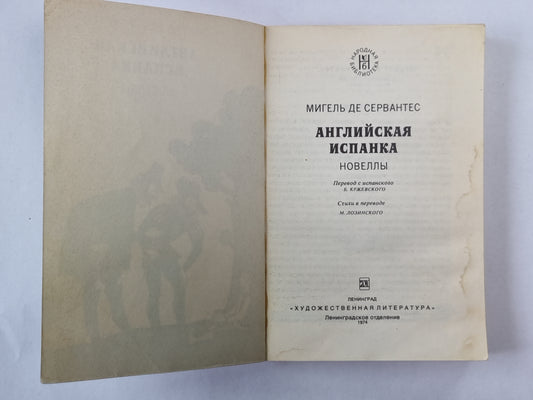 НАРОДНАЯ БИБЛИОТЕКА
МИГЕЛЬ ДЕ СЕРВАНТЕС
АНГЛИЙСКАЯ
ИСПАНКА
НОВЕЛЛЫ
Перевод с испанского
Б. КРЖЕВСКОГО
Стихи в переводе
М. ЛОЗИНСКОГО
ЛЕНИНГРАД
«ХУДОЖЕСТВЕННАЯ ЛИТЕРАТУРА»
Ленинградское отделение
1974